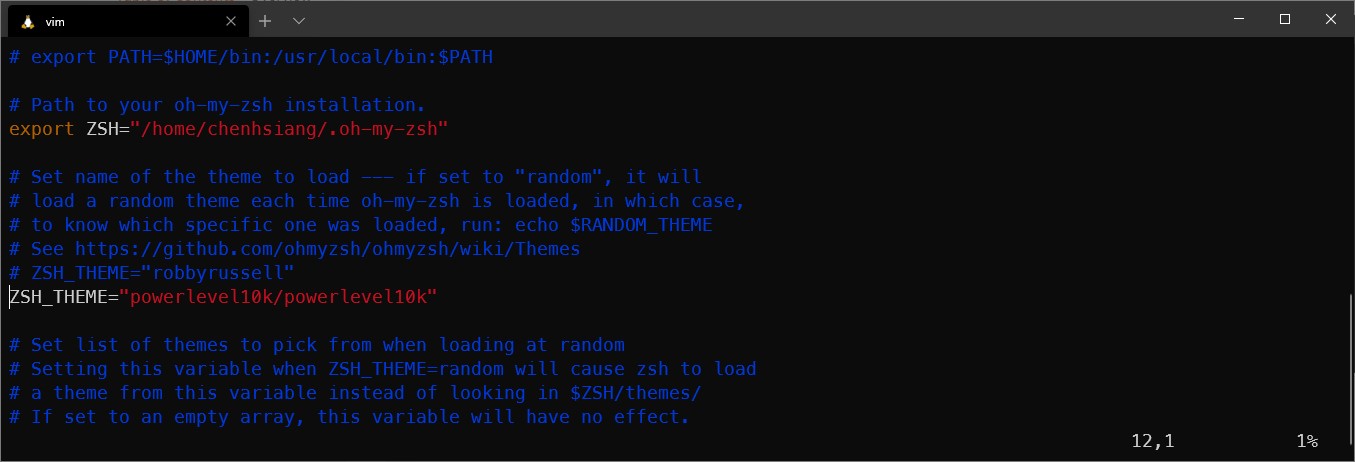 vim
# export PATH=$HOME/bin:/usr/local/bin:$PATH
# Path to your oh-my-zsh installation.
export ZSH="/home/chenhsiang/.oh-my-zsh"
# Set name of the theme to load --- if set to "random", it will
# load a random theme each time oh-my-zsh is loaded, in which case,
# to know which specific one was loaded, run: echo $RANDOM_THEME
# See https://github.com/ohmyzsh/ohmyzsh/wiki/Themes
# ZSH_THEME="robbyrussell"
ZSH_THEME="powerlevel10k/powerlevel10k"
# Set list of themes to pick from when loading at random
# Setting this variable when ZSH_THEME=random will cause zsh to load
# a theme from this variable instead of looking in $ZSH/themes/
# If set to an empty array, this variable will have no effect.
12,1 1%